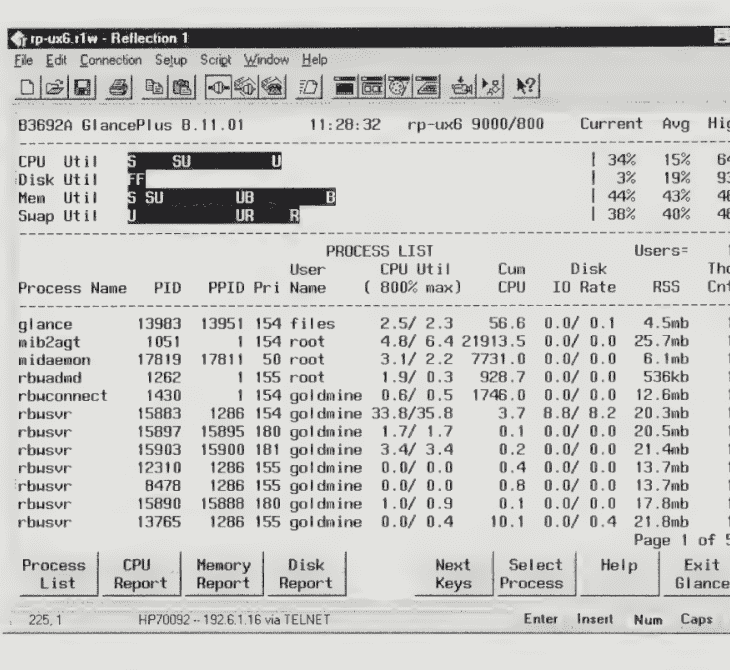 rp-ux6.r1w - Reflection 1
File Edit Connection Setup Script Window Help
B3692A GlancePlus B.11.01 11:28:32 rp-ux6 9000/800 Current Avg Hig
CPU Util S SU U | 34% 15% 64
Disk Util FF | 3% 19% 93
Mem Util S SU UB B | 44% 43%
Swap Util U UR R | 38% 40%
PROCESS LIST Users=
User CPU Util Cum Disk Tho
Process Name PID PPID Pri Name ( 800% max) CPU IO Rate RSS Cnt
glance 13983 13951 154 files 2.5/ 2.3 56.6 0.0/ 0.1 4.5mb
mib2agt 1051 1 154 root 4.8/ 6.4 21913.5 0.0/ 0.0 25.7mb
midaemon 17819 17811 50 root 3.1/ 2.2 7731.0 0.0/ 0.0 6.1mb
rbwadmd 1262 1 155 root 1.9/ 0.3 928.7 0.0/ 0.0 536kb
rbwconnect 1430 1 154 goldmine 0.6/ 0.5 1746.0 0.0/ 0.0 12.6mb
rbwsvr 15883 1286 154 goldmine 33.8/35.8 3.7 8.8/ 8.2 20.3mb
rbwsvr 15897 15895 180 goldmine 1.7/ 1.7 0.1 0.0/ 0.0 20.5mb
rbwsvr 15903 15900 181 goldmine 3.4/ 3.4 0.2 0.0/ 0.0 21.4mb
rbwsvr 12310 1286 155 goldmine 0.0/ 0.0 0.4 0.0/ 0.0 13.7mb
rbwsvr 8478 1286 155 goldmine 0.0/ 0.0 0.8 0.0/ 0.0 13.7mb
rbwsvr 15890 15888 180 goldmine 1.0/ 0.9 0.1 0.0/ 0.0 17.8mb
rbwsvr 13765 1286 155 goldmine 0.0/ 0.4 10.1 0.0/ 0.4 21.8mb
Page 1 of 5
Process CPU Memory Disk Next Select Help Exit
List Report Report Report Keys Process Glance
225, 1 HP70092 -- 192.6.1.16 via TELNET Enter Insert Num Caps